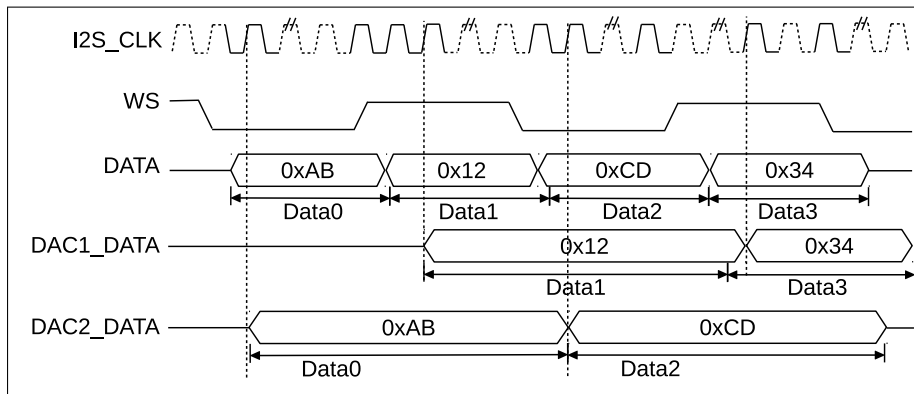 I2S_CLK
WS
DATA 0xAB 0x12 0xCD 0x34
Data0 Data1 Data2 Data3
DAC1_DATA 0x12 0x34
Data1 Data3
DAC2_DATA 0xAB 0xCD
Data0 Data2